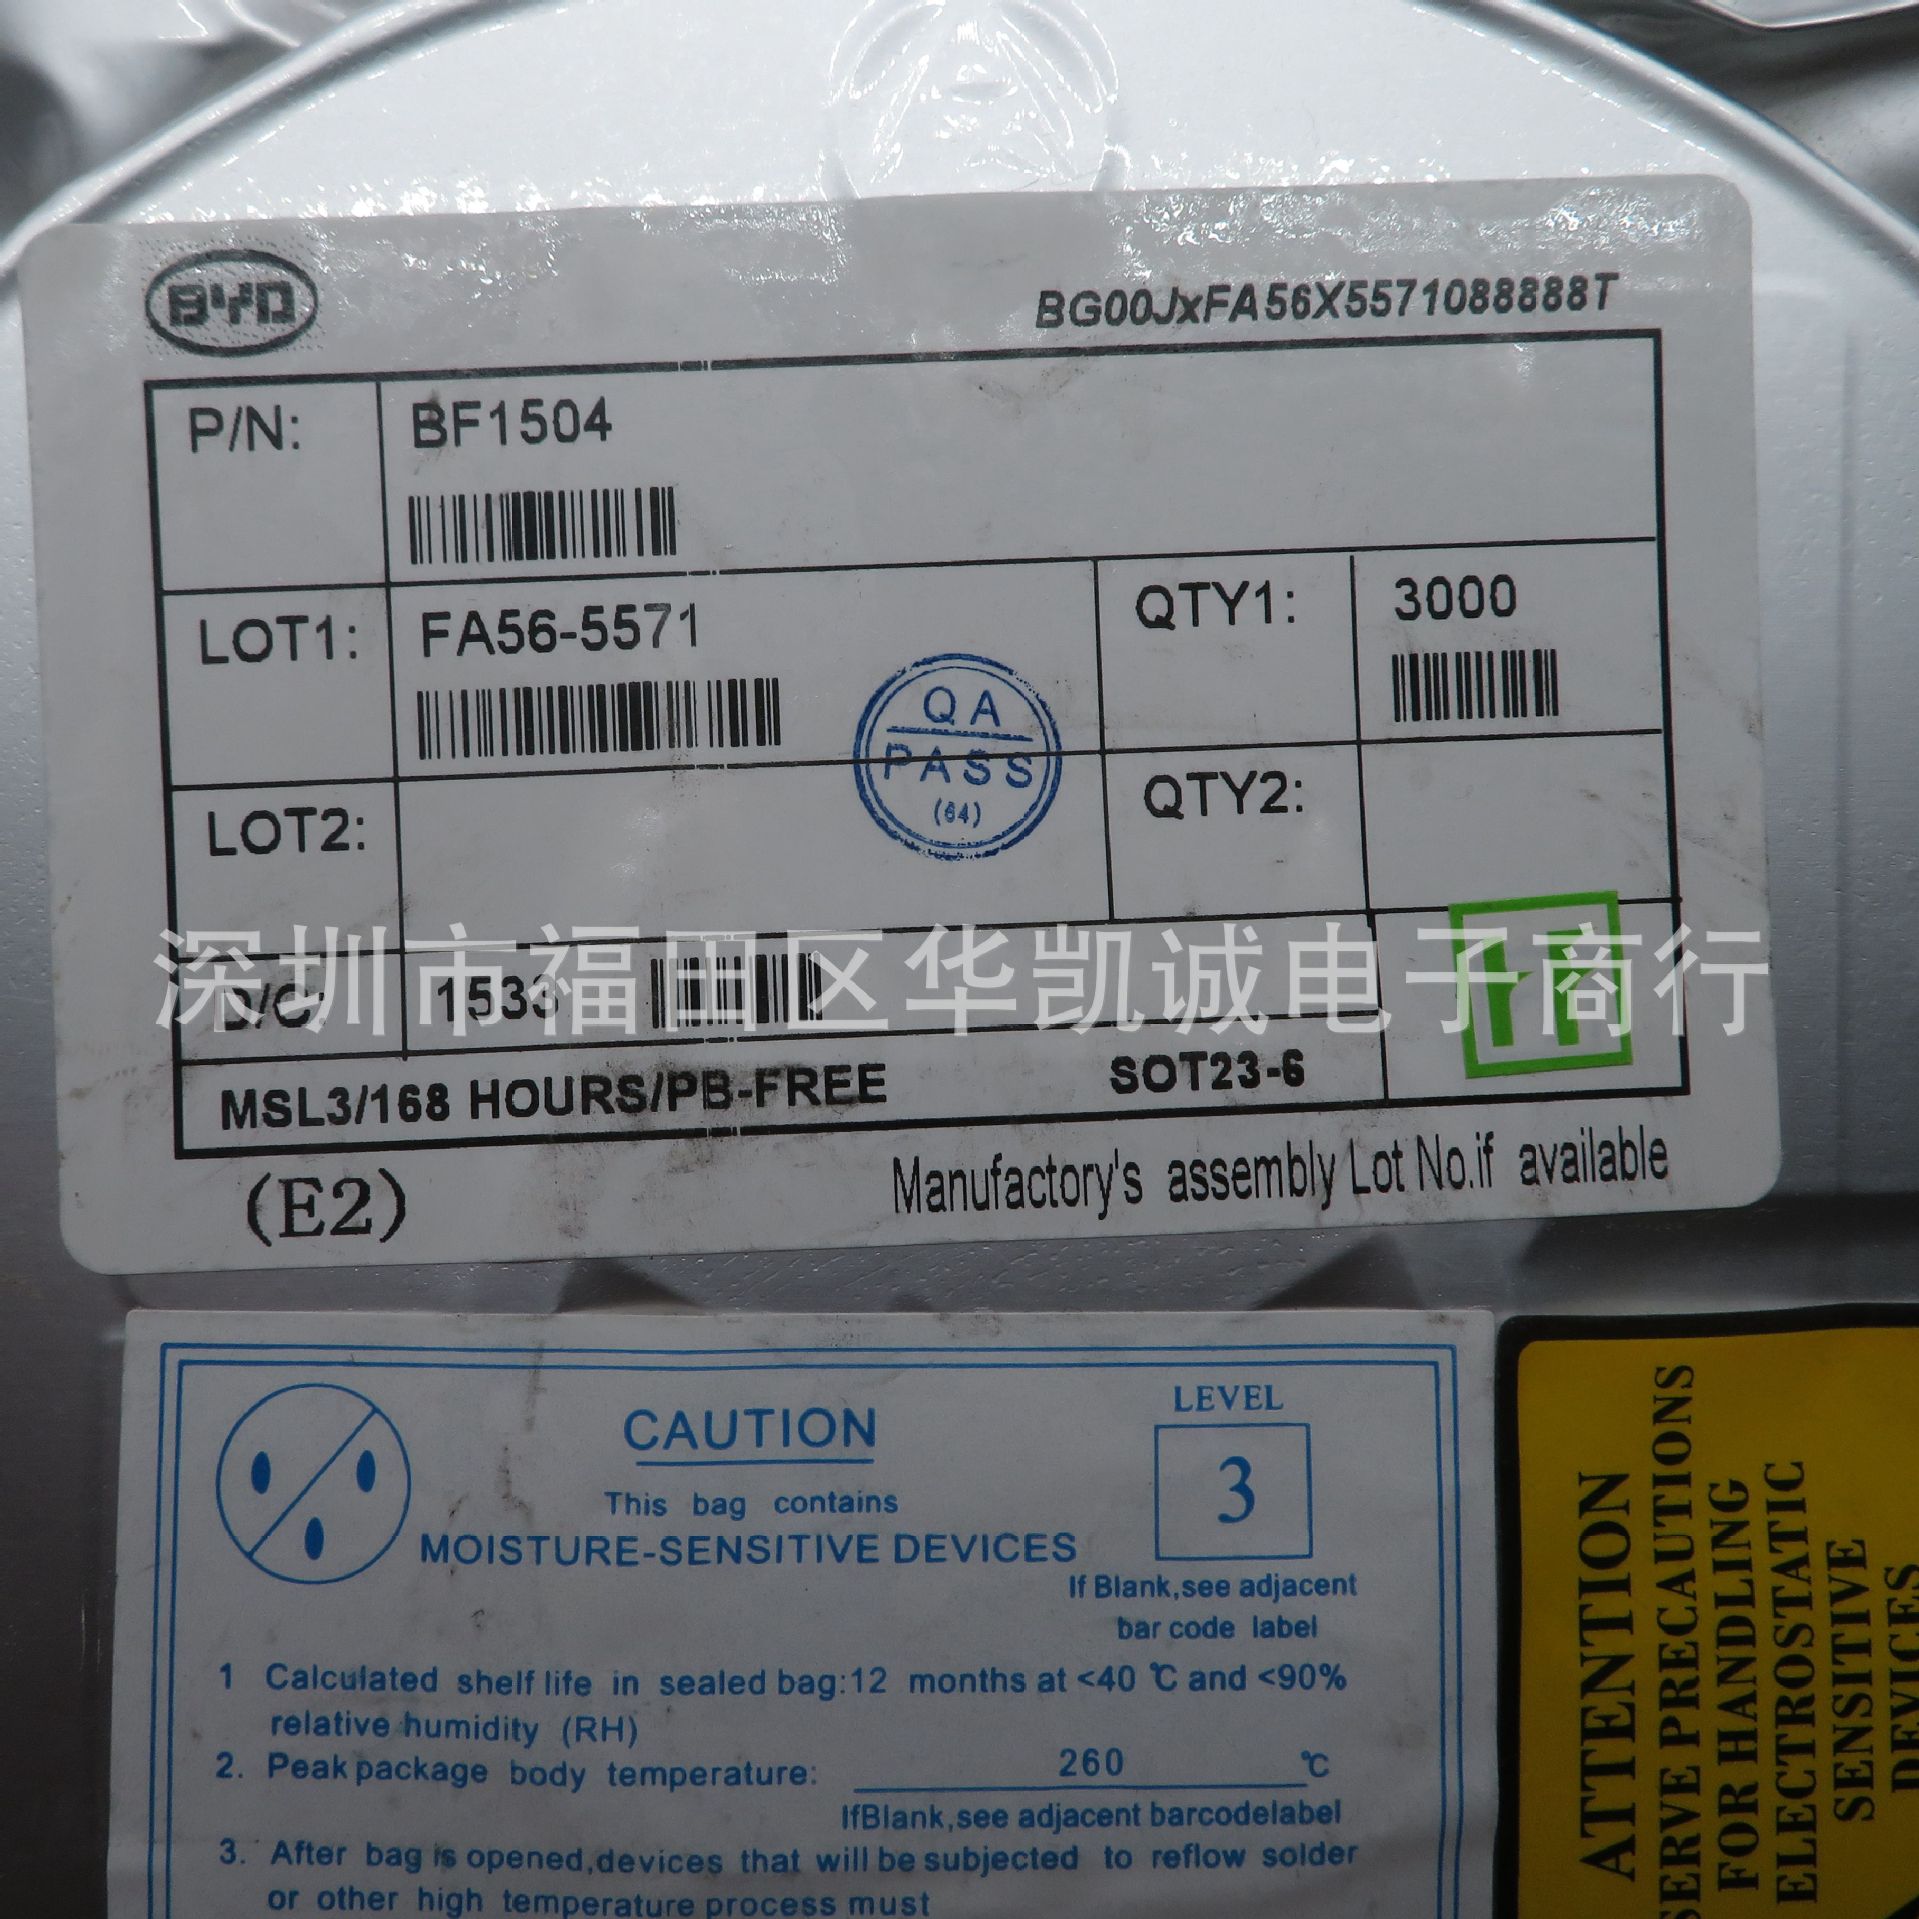 BYD
BG00JxFA56X5571088888T
P/N: BF1504
LOT1: FA56-5571 QTY1: 3000
QA
PASS
(64)
LOT2: QTY2:
D/C: 1533
深圳市福田区华凯诚电子商行
MSL3/168 HOURS/PB-FREE SOT23-6
(E2) Manufactory's assembly Lot No.if available
CAUTION
This bag contains
MOISTURE-SENSITIVE DEVICES
LEVEL
3
If Blank,see adjacent
bar code label
1 Calculated shelf life in sealed bag:12 months at <40 ℃ and <90%
relative humidity (RH)
2. Peak package body temperature: 260 ℃
IfBlank,see adjacent barcodelabel
3. After bag is opened,devices that will be subjected to reflow solder
or other high temperature process must
ATTENTION
SERVE PRECAUTIONS
FOR HANDLING
ELECTROSTATIC
SENSITIVE
DEVICES